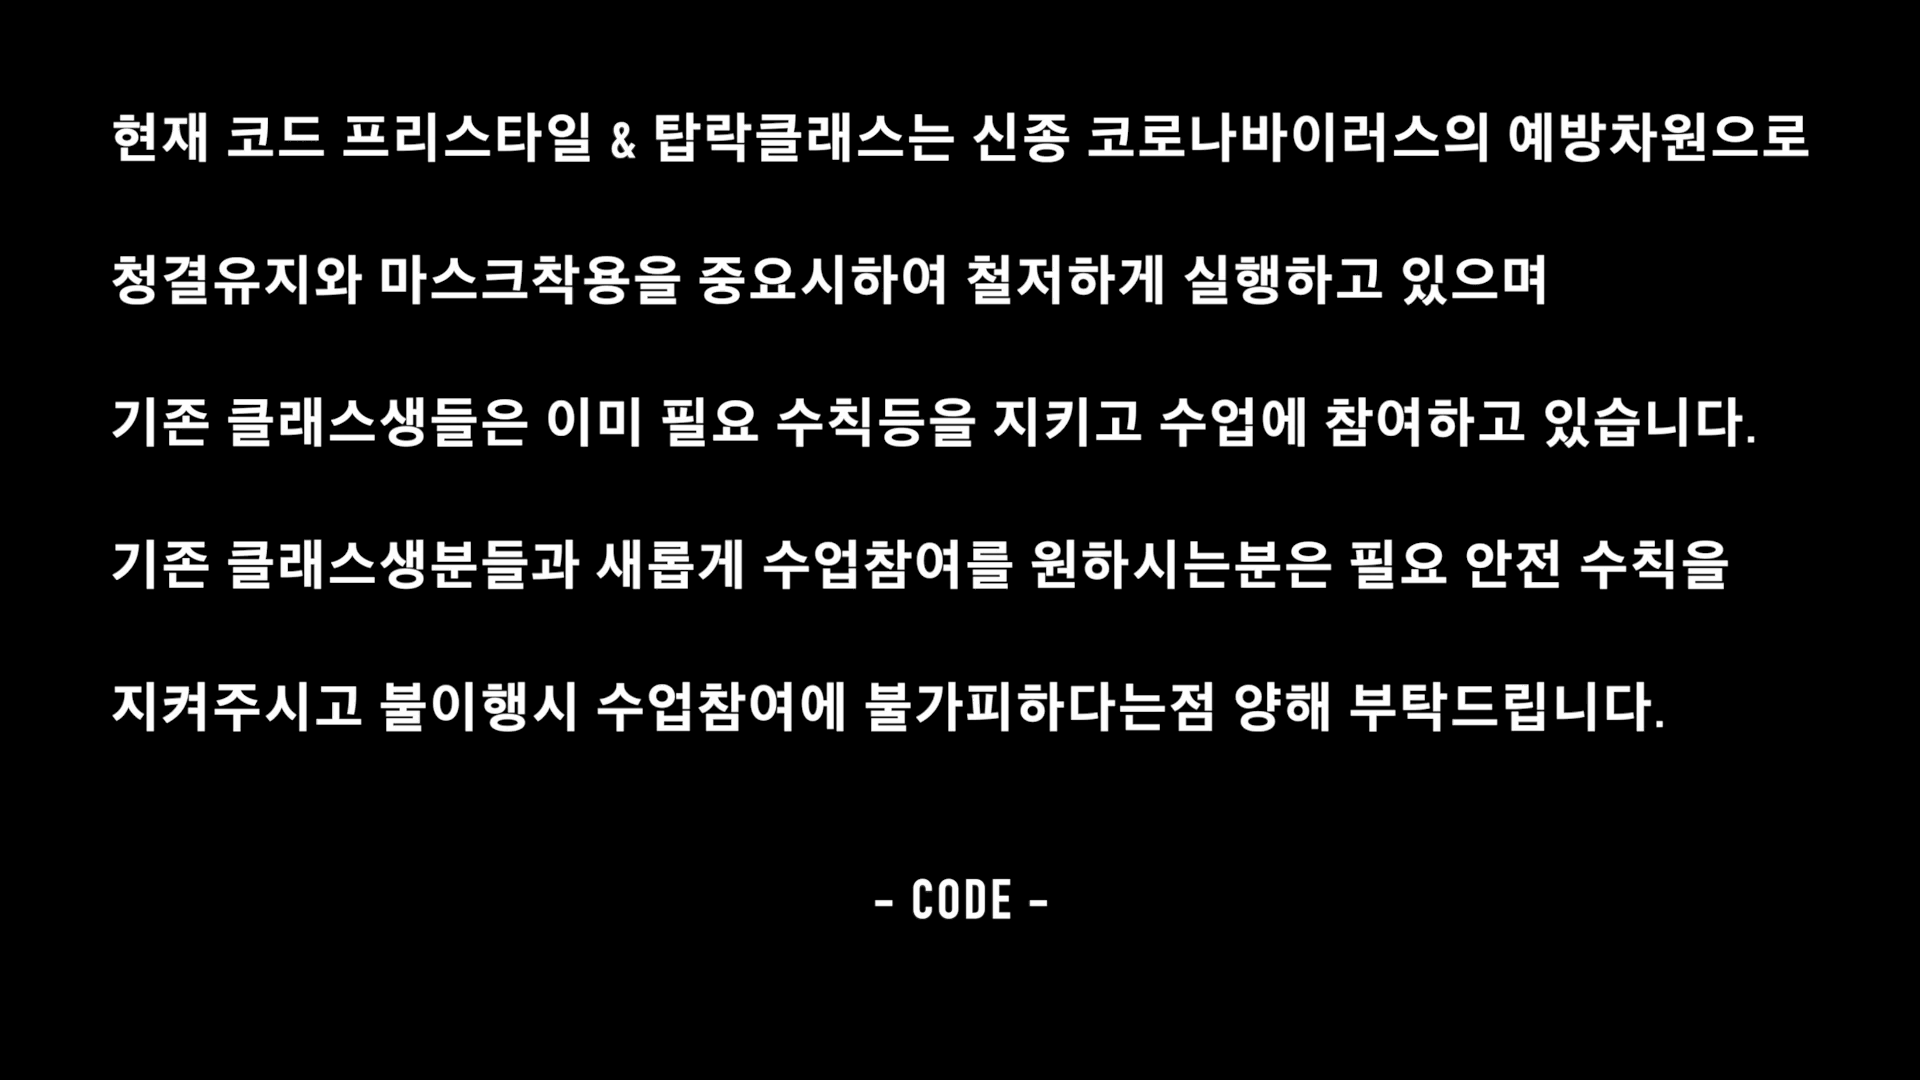 현재 코드 프리스타일 & 탑락클래스는 신종 코로나바이러스의 예방차원으로
청결유지와 마스크착용을 중요시하여 철저하게 실행하고 있으며
기존 클래스생들은 이미 필요 수칙등을 지키고 수업에 참여하고 있습니다.
기존 클래스생분들과 새롭게 수업참여를 원하시는분은 필요 안전 수칙을
지켜주시고 불이행시 수업참여에 불가피하다는점 양해 부탁드립니다.
- CODE -